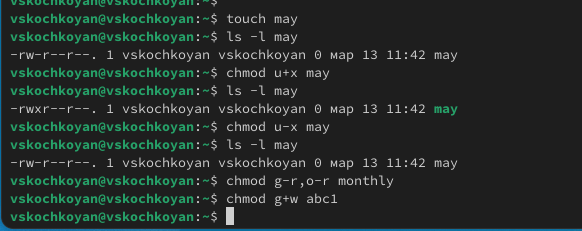 vskochkoyan@vskochkoyan:~$
vskochkoyan@vskochkoyan:~$ touch may
vskochkoyan@vskochkoyan:~$ ls -l may
-rw-r--r--. 1 vskochkoyan vskochkoyan 0 мар 13 11:42 may
vskochkoyan@vskochkoyan:~$ chmod u+x may
vskochkoyan@vskochkoyan:~$ ls -l may
-rwxr--r--. 1 vskochkoyan vskochkoyan 0 мар 13 11:42 may
vskochkoyan@vskochkoyan:~$ chmod u-x may
vskochkoyan@vskochkoyan:~$ ls -l may
-rw-r--r--. 1 vskochkoyan vskochkoyan 0 мар 13 11:42 may
vskochkoyan@vskochkoyan:~$ chmod g-r,o-r monthly
vskochkoyan@vskochkoyan:~$ chmod g+w abc1
vskochkoyan@vskochkoyan:~$